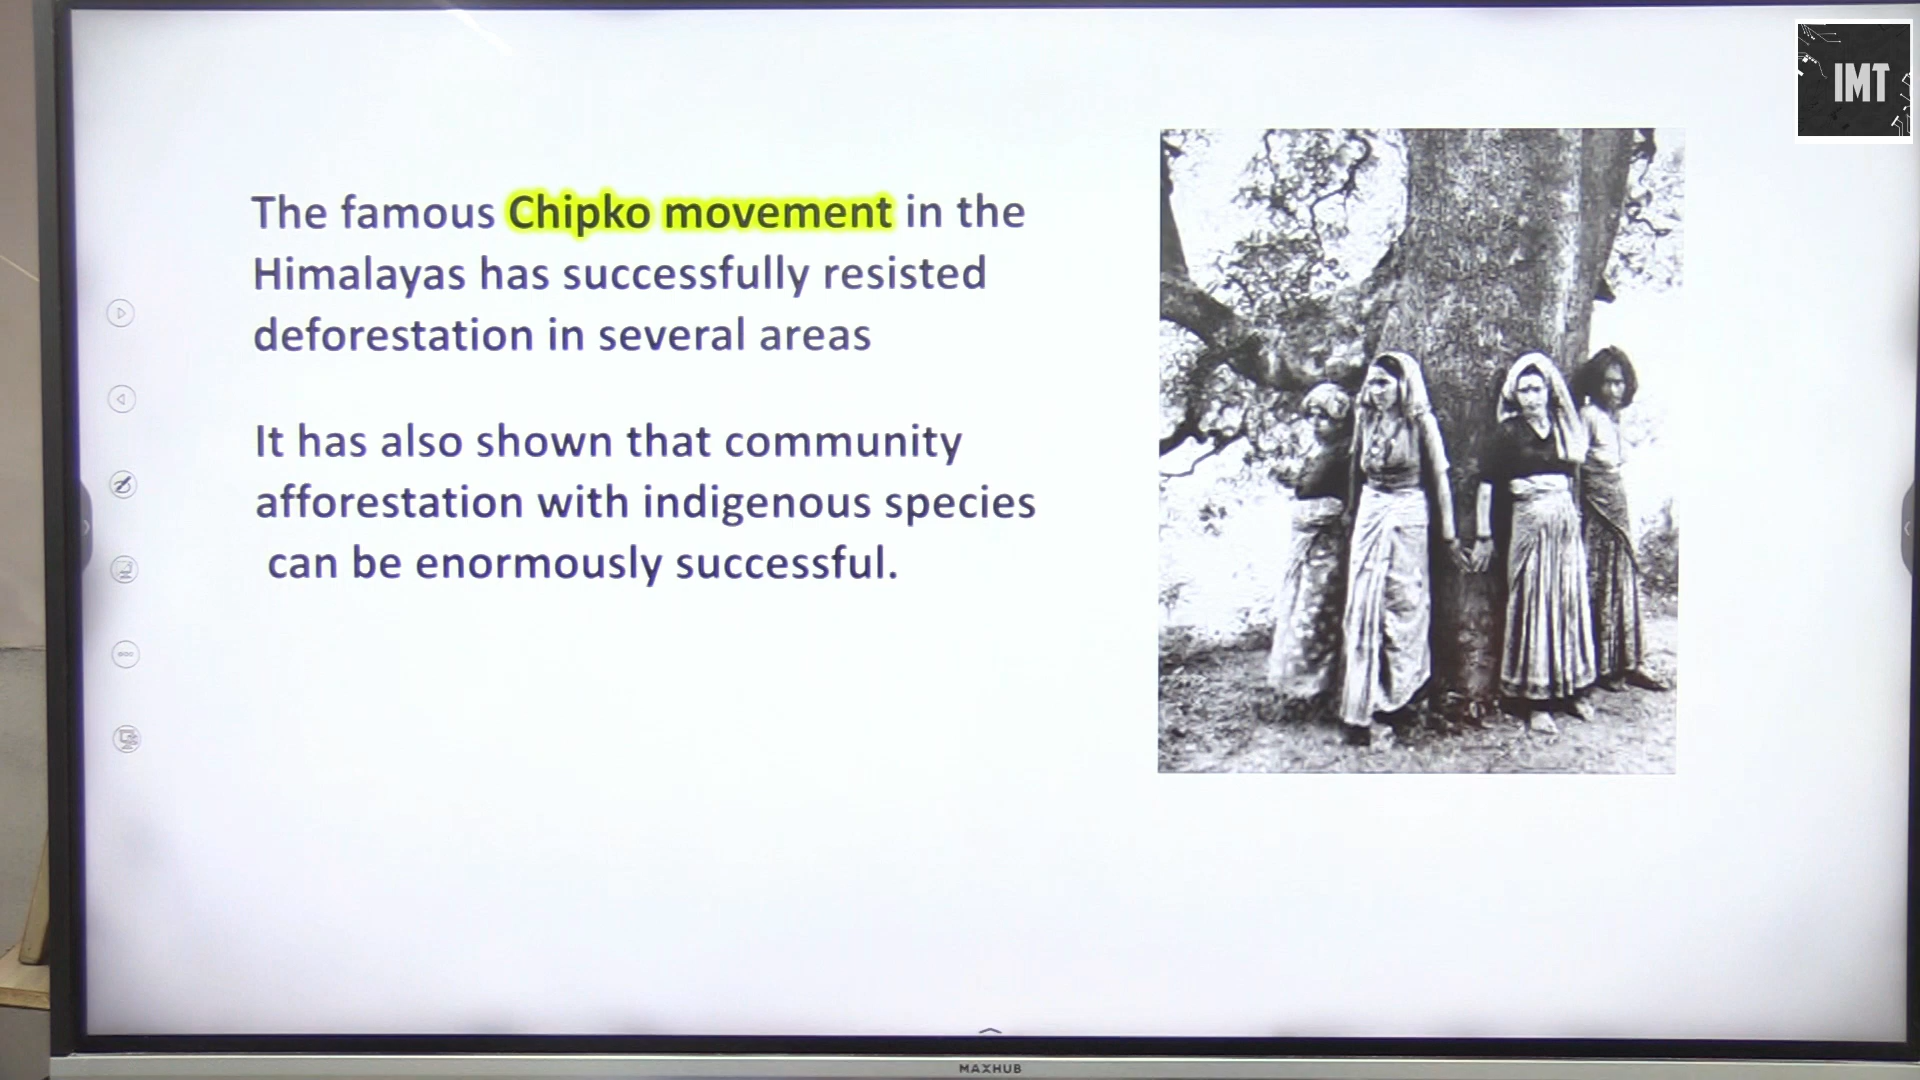 IMT
The famous Chipko movement in the
Himalayas has successfully resisted
deforestation in several areas
It has also shown that community
afforestation with indigenous species
can be enormously successful.
MAXHUB